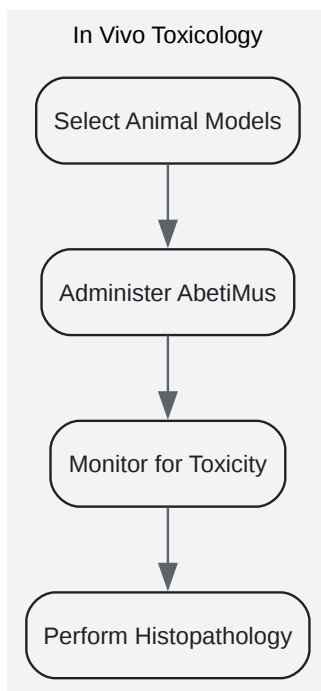 In Vivo Toxicology
Select Animal Models
Administer AbetiMus
Monitor for Toxicity
Perform Histopathology